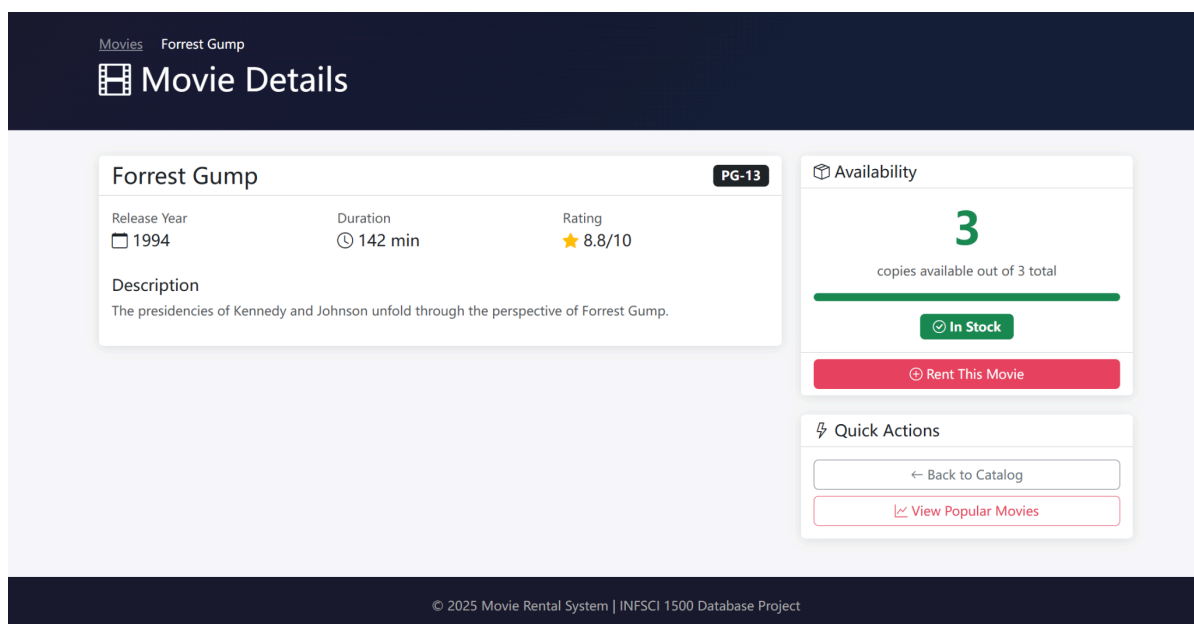 Movies Forrest Gump
Movie Details
Forrest Gump PG-13
Release Year Duration Rating
1994 142 min 8.8/10
Description
The presidencies of Kennedy and Johnson unfold through the perspective of Forrest Gump.
Availability
3
copies available out of 3 total
In Stock
Rent This Movie
Quick Actions
← Back to Catalog
View Popular Movies
© 2025 Movie Rental System | INFSCI 1500 Database Project